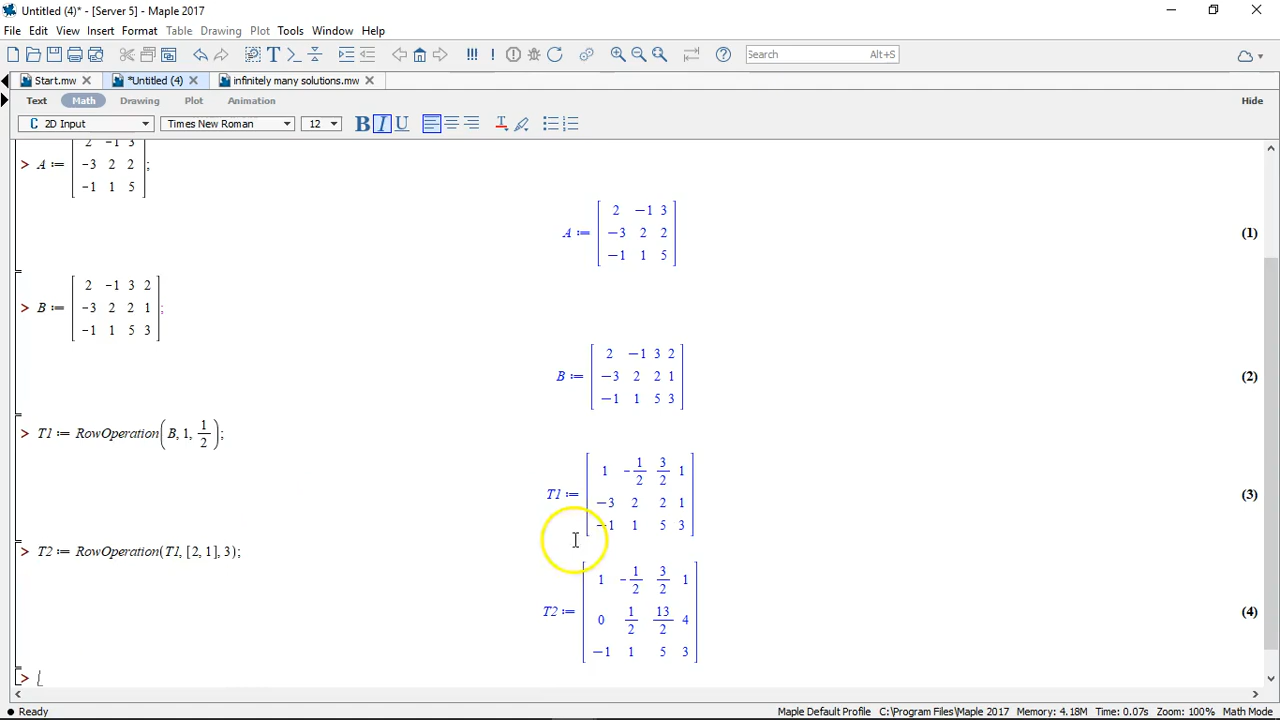 Untitled (4)* - [Server 5] - Maple 2017
File Edit View Insert Format Table Drawing Plot Tools Window Help
Search Alt+S
Start.mw *Untitled (4) infinitely many solutions.mw
Text Math Drawing Plot Animation Hide
C 2D Input Times New Roman 12 B I U
2 -1 3
> A := -3 2 2 ;
-1 1 5
2 -1 3
A := -3 2 2 (1)
-1 1 5
2 -1 3 2
> B := -3 2 2 1 ;
-1 1 5 3
2 -1 3 2
B := -3 2 2 1 (2)
-1 1 5 3
> T1 := RowOperation(B, 1, 1/2);
1 -1/2 3/2 1
T1 := -3 2 2 1 (3)
-1 1 5 3
> T2 := RowOperation(T1, [2, 1], 3);
1 -1/2 3/2 1
T2 := 0 1/2 13/2 4 (4)
-1 1 5 3
>
Ready Maple Default Profile C:\Program Files\Maple 2017 Memory: 4.18M Time: 0.07s Zoom: 100% Math Mode